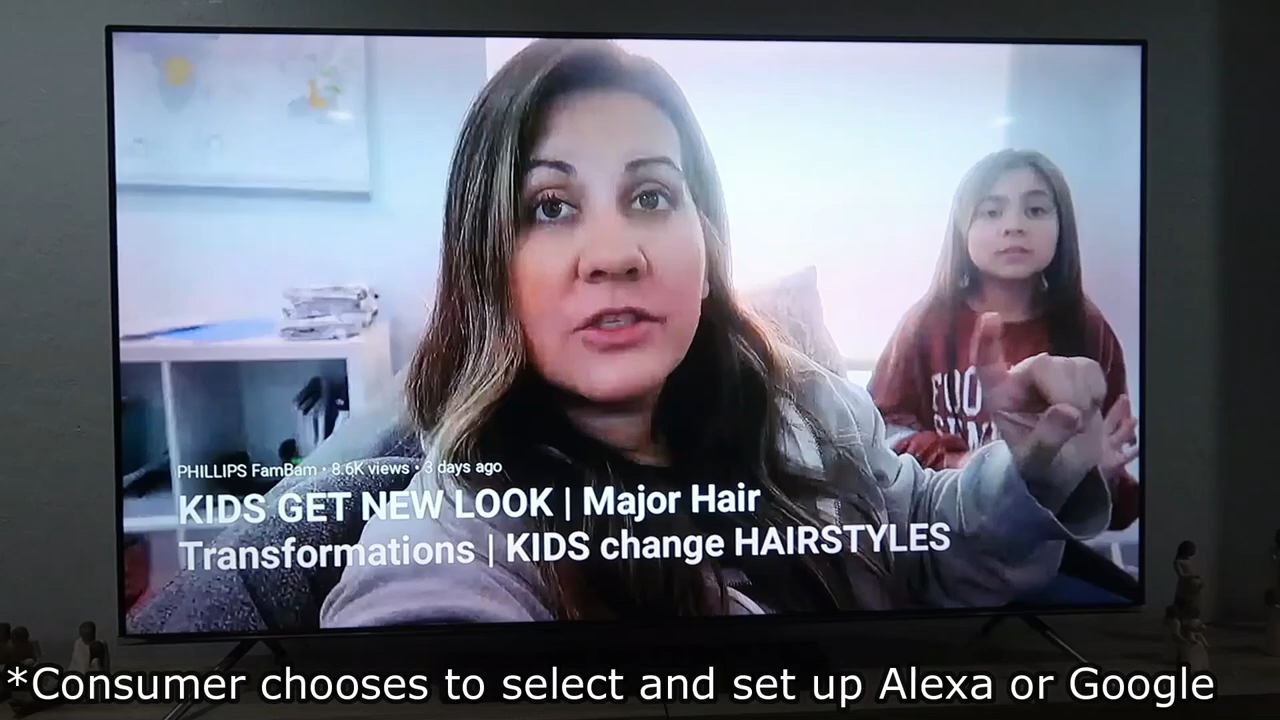 PHILLIPS FamBam • 8.6K views • 3 days ago
KIDS GET NEW LOOK | Major Hair
Transformations | KIDS change HAIRSTYLES
*Consumer chooses to select and set up Alexa or Google